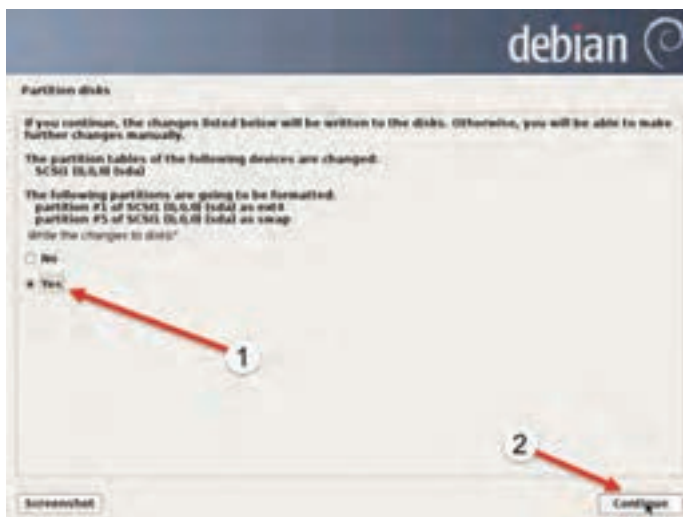 debian
Partition disks
If you continue, the changes listed below will be written to the disks. Otherwise, you will be able to make
further changes manually.
The partition tables of the following devices are changed:
SCSI1 (0,0,0) (sda)
The following partitions are going to be formatted:
partition #1 of SCSI1 (0,0,0) (sda) as ext4
partition #5 of SCSI1 (0,0,0) (sda) as swap
Write the changes to disks?
No
Yes
1
2
Screenshot
Continue